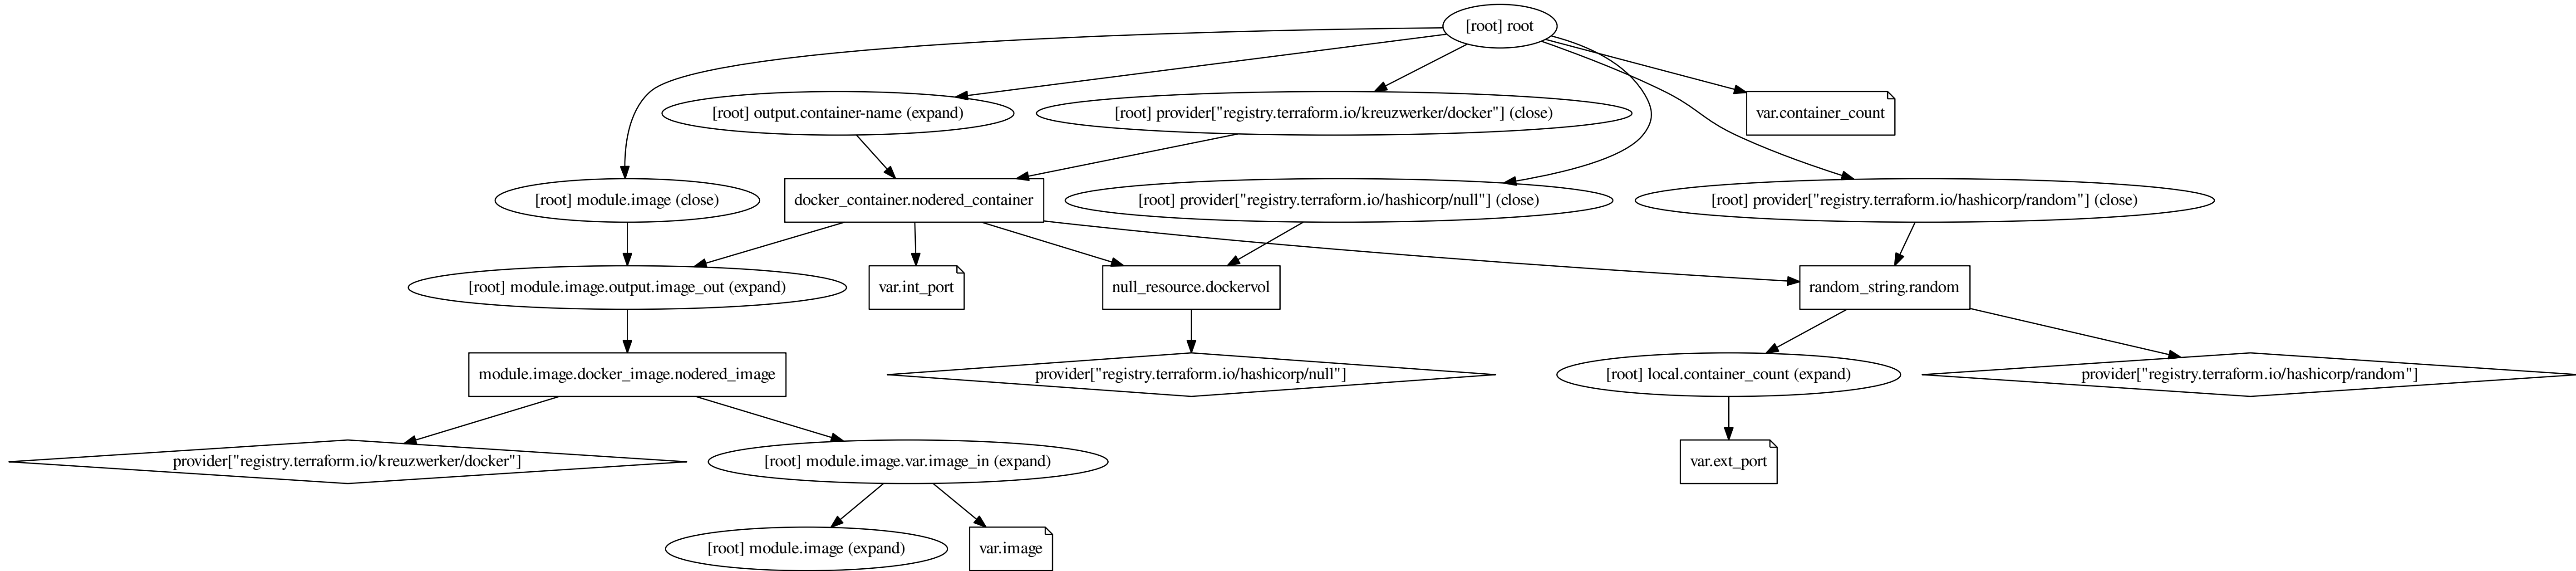 [root] root
[root] output.container-name (expand)
[root] provider["registry.terraform.io/kreuzwerker/docker"] (close)
var.container_count
[root] module.image (close)
docker_container.nodered_container
[root] provider["registry.terraform.io/hashicorp/null"] (close)
[root] provider["registry.terraform.io/hashicorp/random"] (close)
[root] module.image.output.image_out (expand)
var.int_port
null_resource.dockervol
random_string.random
module.image.docker_image.nodered_image
provider["registry.terraform.io/hashicorp/null"]
[root] local.container_count (expand)
provider["registry.terraform.io/hashicorp/random"]
provider["registry.terraform.io/kreuzwerker/docker"]
[root] module.image.var.image_in (expand)
var.ext_port
[root] module.image (expand)
var.image